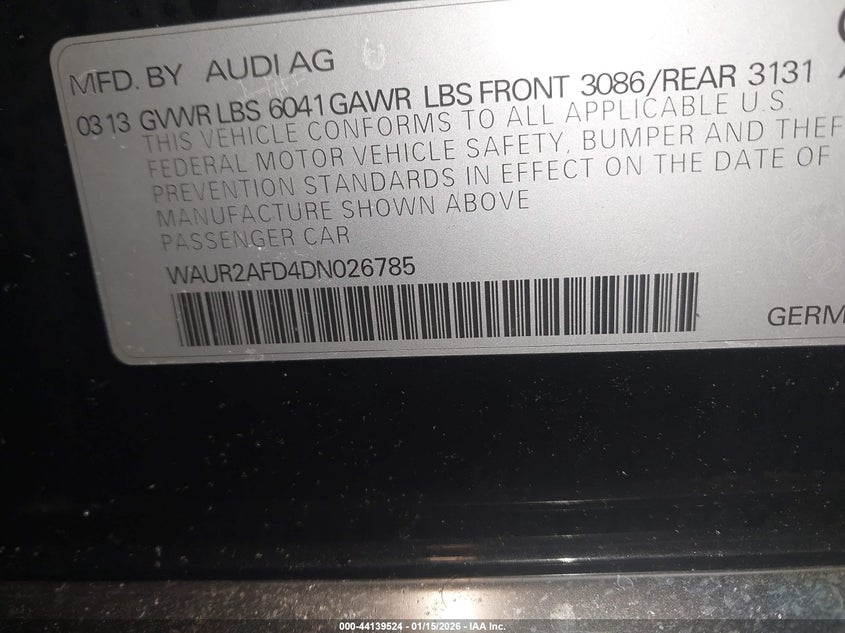 MFD. BY AUDI AG
03 13 GVWR LBS 6041 GAWR LBS FRONT 3086/REAR 3131
THIS VEHICLE CONFORMS TO ALL APPLICABLE U.S.
FEDERAL MOTOR VEHICLE SAFETY, BUMPER AND THEF
PREVENTION STANDARDS IN EFFECT ON THE DATE OF
MANUFACTURE SHOWN ABOVE
PASSENGER CAR
WAUR2AFD4DN026785
GERM
000-44139524 - 01/15/2026 - IAA Inc.